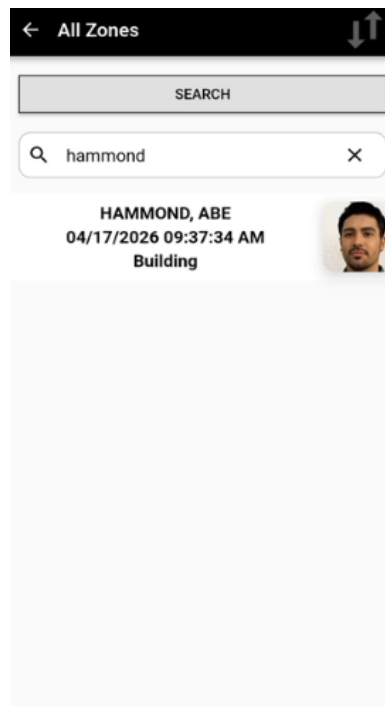 All Zones
SEARCH
hammond
HAMMOND, ABE
04/17/2026 09:37:34 AM
Building